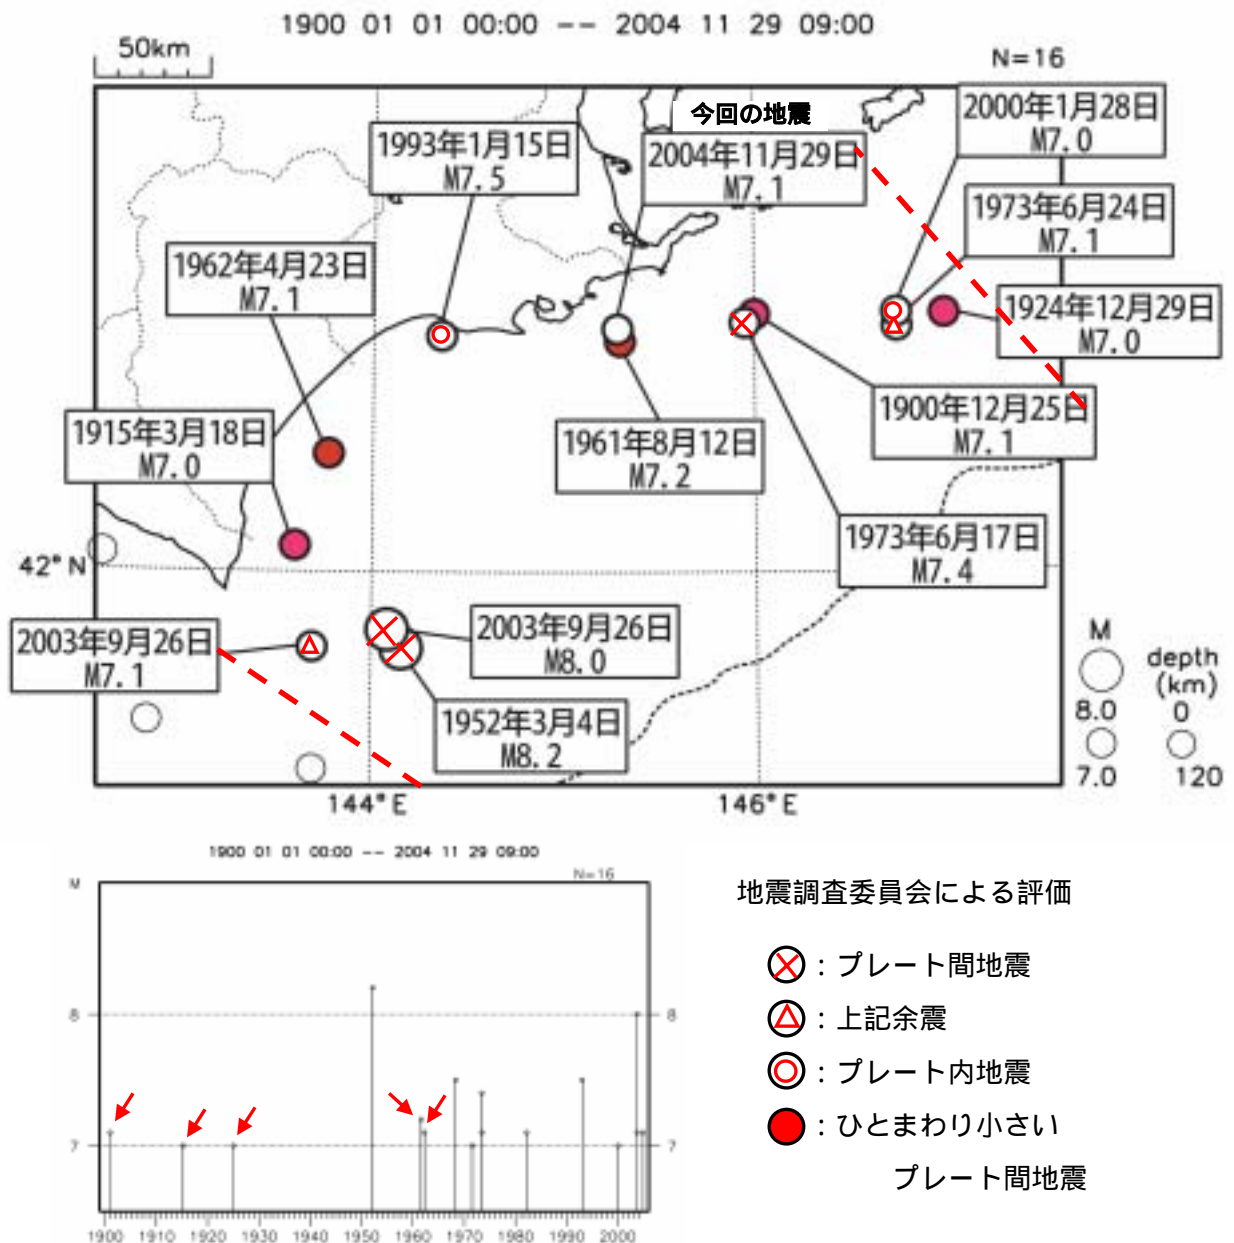 1900 01 01 00:00 -- 2004 11 29 09:00
50km
N=16
2000年1月28日
M7.0
今回の地震
2004年11月29日
M7.1
1993年1月15日
M7.5
1973年6月24日
M7.1
1962年4月23日
M7.1
1924年12月29日
M7.0
1900年12月25日
M7.1
1915年3月18日
M7.0
1961年8月12日
M7.2
1973年6月17日
M7.4
42°N
2003年9月26日
M7.1
2003年9月26日
M8.0
1952年3月4日
M8.2
M
depth
(km)
8.0 0
7.0 120
144°E 146°E
1900 01 01 00:00 -- 2004 11 29 09:00
M N=16
8 8
7 7
1900 1910 1920 1930 1940 1950 1960 1970 1980 1990 2000
地震調査委員会による評価
:プレート間地震
:上記余震
:プレート内地震
:ひとまわり小さい
プレート間地震